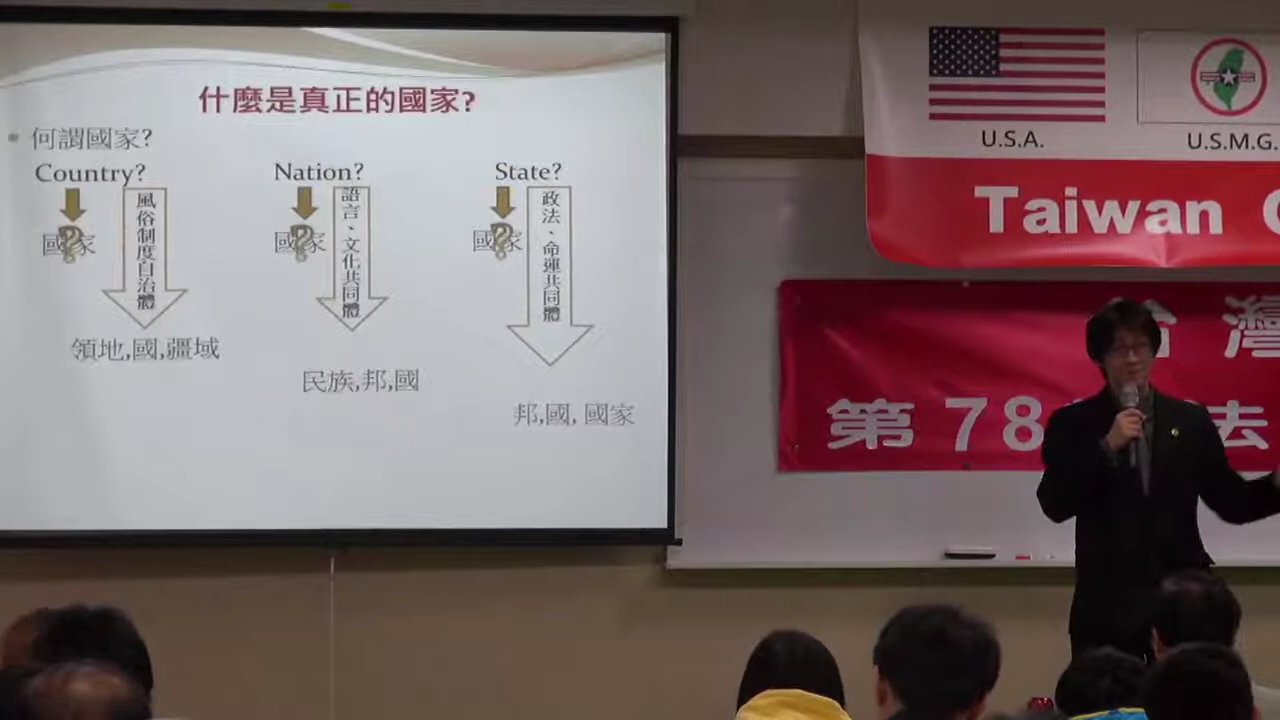 什麼是真正的國家?
何謂國家?
Country? Nation? State?
國家 國家 國家
風俗制度自治體
語言、文化共同體
政法、命運共同體
領地,國,疆域
民族,邦,國
邦,國, 國家
U.S.A. U.S.M.G.
Taiwan
台 灣
第 78 法